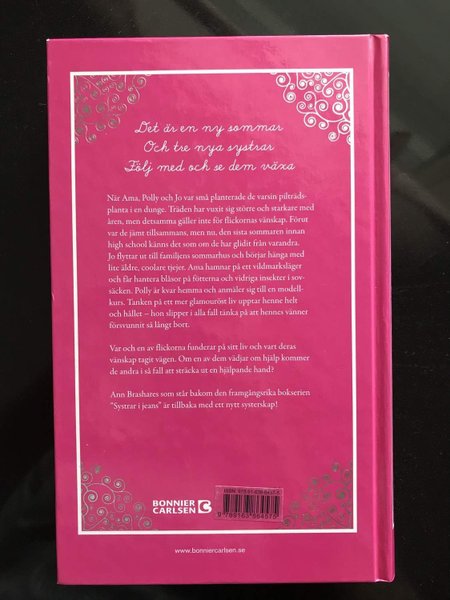 Det är en ny sommar
Och tre nya systrar
Följ med och se dem växa
När Ama, Polly och Jo var små planterade de varsin pilträds-
planta i en dunge. Träden har vuxit sig större och starkare med
åren, men detsamma gäller inte för flickornas vänskap. Förut
var de jämt tillsammans, men nu, den sista sommaren innan
high school känns det som om de har glidit från varandra.
Jo flyttar ut till familjens sommarhus och börjar hänga med
lite äldre, coolare tjejer. Ama hamnar på ett vildmarksläger
och får hantera blåsor på fötterna och vidriga insekter i sov-
säcken. Polly är kvar hemma och anmäler sig till en modell-
kurs. Tanken på ett mer glamouröst liv upptar henne helt
och hållet – hon slipper i alla fall tänka på att hennes vänner
försvunnit så långt bort.
Var och en av flickorna funderar på sitt liv och vart deras
vänskap tagit vägen. Om en av dem vädjar om hjälp kommer
de andra i så fall att sträcka ut en hjälpande hand?
Ann Brashares som står bakom den framgångsrika bokserien
”Systrar i jeans” är tillbaka med ett nytt systerskap!
BONNIER
CARLSEN
9789163864575
www.bonniercarlsen.se